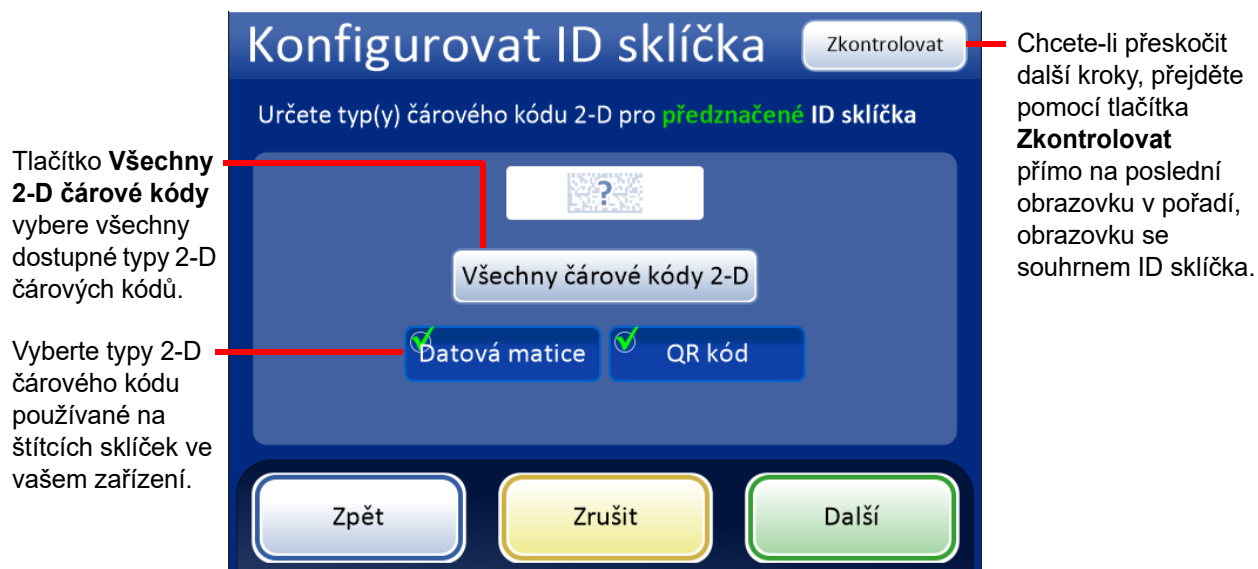 Konfigurovat ID sklíčka
Zkontrolovat
Určete typ(y) čárového kódu 2-D pro předznačené ID sklíčka
?
Všechny čárové kódy 2-D
Datová matice
QR kód
Zpět
Zrušit
Další
Tlačítko Všechny
2-D čárové kódy
vybere všechny
dostupné typy 2-D
čárových kódů.
Vyberte typy 2-D
čárového kódu
používané na
štítcích sklíček ve
vašem zařízení.
Chcete-li přeskočit
další kroky, přejděte
pomocí tlačítka
Zkontrolovat
přímo na poslední
obrazovku v pořadí,
obrazovku se
souhrnem ID sklíčka.